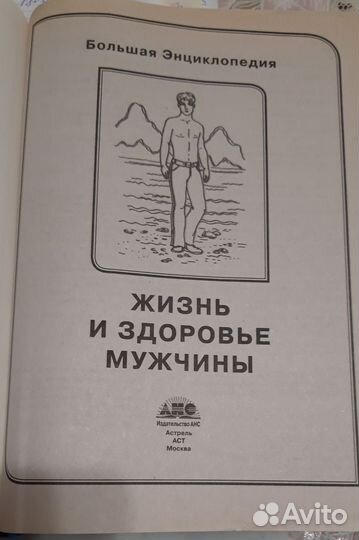 Большая Энциклопедия
ЖИЗНЬ
И ЗДОРОВЬЕ
МУЖЧИНЫ
АНС
Издательство АНС
Астрель
АСТ
Москва
Avito